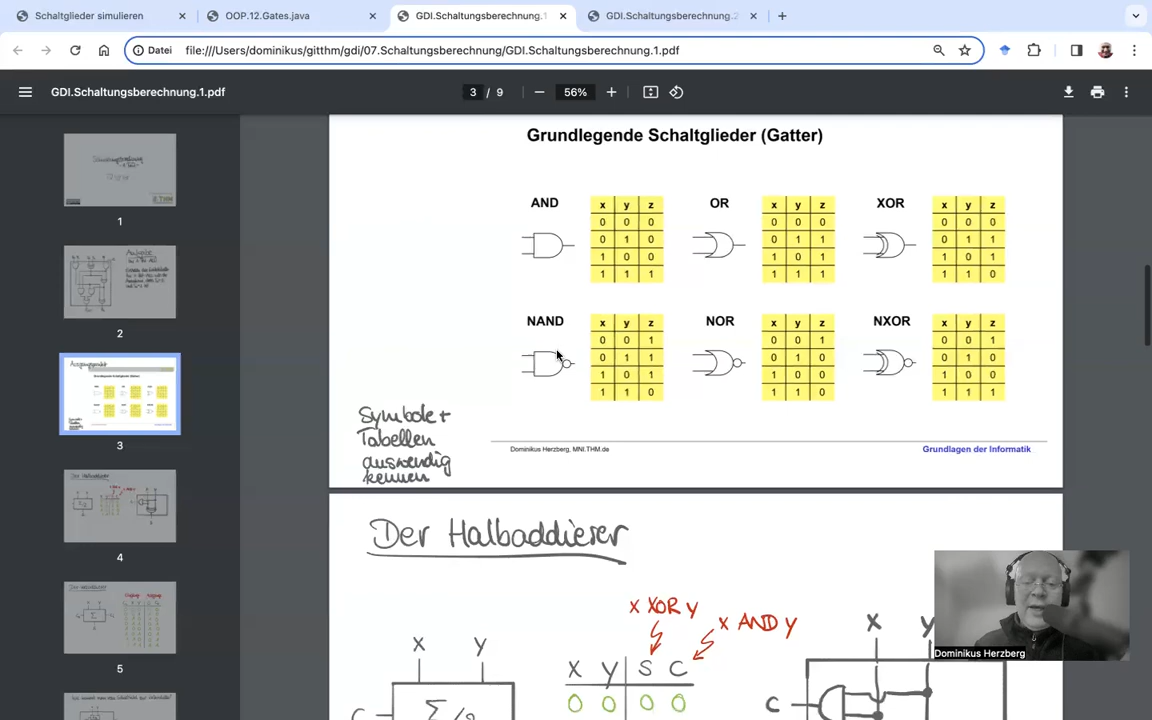 Schaltglieder simulieren
OOP.12.Gates.java
GDI.Schaltungsberechnung.1
GDI.Schaltungsberechnung.2
Datei
file:///Users/dominikus/gitthm/gdi/07.Schaltungsberechnung/GDI.Schaltungsberechnung.1.pdf
GDI.Schaltungsberechnung.1.pdf
3 / 9
56%
1
2
3
4
5
Grundlegende Schaltglieder (Gatter)
AND
x y z
0 0 0
0 1 0
1 0 0
1 1 1
OR
x y z
0 0 0
0 1 1
1 0 1
1 1 1
XOR
x y z
0 0 0
0 1 1
1 0 1
1 1 0
NAND
x y z
0 0 1
0 1 1
1 0 1
1 1 0
NOR
x y z
0 0 1
0 1 0
1 0 0
1 1 0
NXOR
x y z
0 0 1
0 1 0
1 0 0
1 1 1
Symbole +
Tabellen
auswendig
kennen
Dominikus Herzberg, MNI.THM.de
Grundlagen der Informatik
Der Halbaddierer
x XOR y
x AND y
X Y
C
X Y S C
0 0 0 0
X Y
C
Dominikus Herzberg